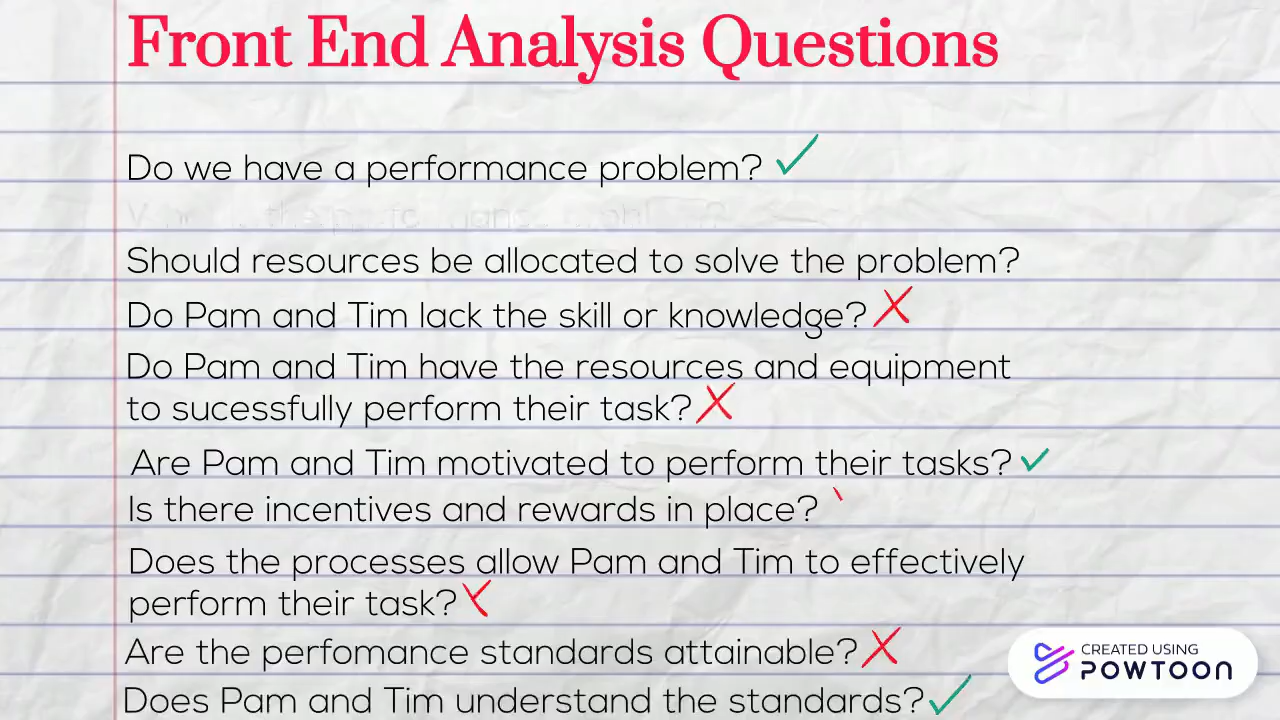 Front End Analysis Questions
Do we have a performance problem?
Should resources be allocated to solve the problem?
Do Pam and Tim lack the skill or knowledge?
Do Pam and Tim have the resources and equipment
to sucessfully perform their task?
Are Pam and Tim motivated to perform their tasks?
Is there incentives and rewards in place?
Does the processes allow Pam and Tim to effectively
perform their task?
Are the perfomance standards attainable?
Does Pam and Tim understand the standards?
CREATED USING
POWTOON